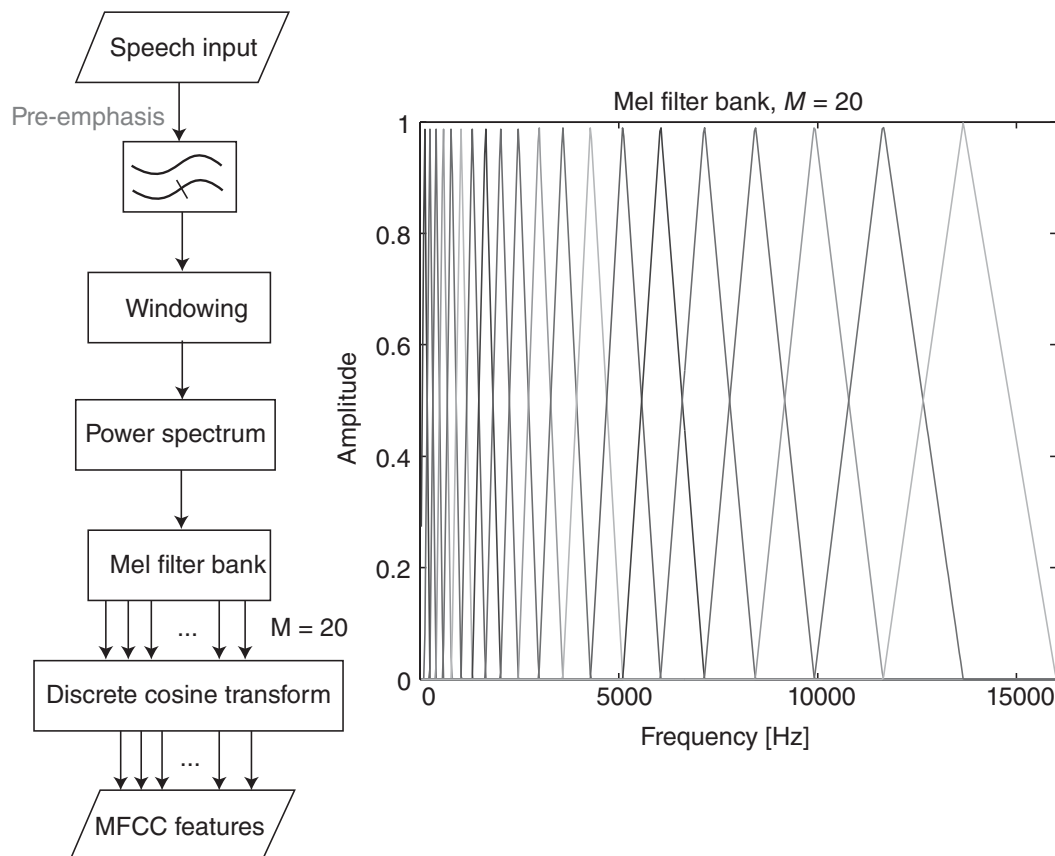 Speech input
Pre-emphasis
Windowing
Power spectrum
Mel filter bank
... M = 20
Discrete cosine transform
...
MFCC features
Mel filter bank, M = 20
1
0.8
0.6
0.4
0.2
0
Amplitude
0 5000 10000 15000
Frequency [Hz]